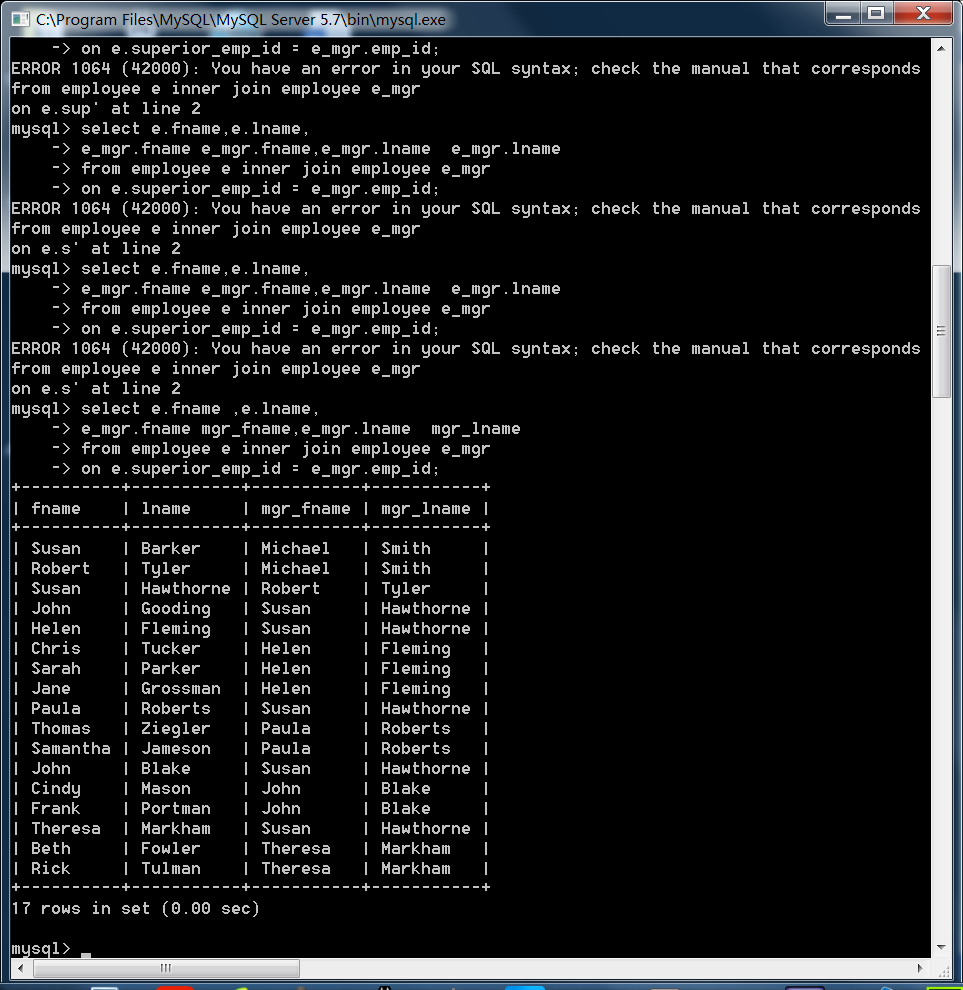 C:\Program Files\MySQL\MySQL Server 5.7\bin\mysql.exe
    -> on e.superior_emp_id = e_mgr.emp_id;
ERROR 1064 (42000): You have an error in your SQL syntax; check the manual that corresponds
from employee e inner join employee e_mgr
on e.sup' at line 2
mysql> select e.fname,e.lname,
    -> e_mgr.fname e_mgr.fname,e_mgr.lname  e_mgr.lname
    -> from employee e inner join employee e_mgr
    -> on e.superior_emp_id = e_mgr.emp_id;
ERROR 1064 (42000): You have an error in your SQL syntax; check the manual that corresponds
from employee e inner join employee e_mgr
on e.s' at line 2
mysql> select e.fname,e.lname,
    -> e_mgr.fname e_mgr.fname,e_mgr.lname  e_mgr.lname
    -> from employee e inner join employee e_mgr
    -> on e.superior_emp_id = e_mgr.emp_id;
ERROR 1064 (42000): You have an error in your SQL syntax; check the manual that corresponds
from employee e inner join employee e_mgr
on e.s' at line 2
mysql> select e.fname ,e.lname,
    -> e_mgr.fname mgr_fname,e_mgr.lname  mgr_lname
    -> from employee e inner join employee e_mgr
    -> on e.superior_emp_id = e_mgr.emp_id;
+----------+-----------+-----------+-----------+
| fname    | lname     | mgr_fname | mgr_lname |
+----------+-----------+-----------+-----------+
| Susan    | Barker    | Michael   | Smith     |
| Robert   | Tyler     | Michael   | Smith     |
| Susan    | Hawthorne | Robert    | Tyler     |
| John     | Gooding   | Susan     | Hawthorne |
| Helen    | Fleming   | Susan     | Hawthorne |
| Chris    | Tucker    | Helen     | Fleming   |
| Sarah    | Parker    | Helen     | Fleming   |
| Jane     | Grossman  | Helen     | Fleming   |
| Paula    | Roberts   | Susan     | Hawthorne |
| Thomas   | Ziegler   | Paula     | Roberts   |
| Samantha | Jameson   | Paula     | Roberts   |
| John     | Blake     | Susan     | Hawthorne |
| Cindy    | Mason     | John      | Blake     |
| Frank    | Portman   | John      | Blake     |
| Theresa  | Markham   | Susan     | Hawthorne |
| Beth     | Fowler    | Theresa   | Markham   |
| Rick     | Tulman    | Theresa   | Markham   |
+----------+-----------+-----------+-----------+
17 rows in set (0.00 sec)
mysql> _